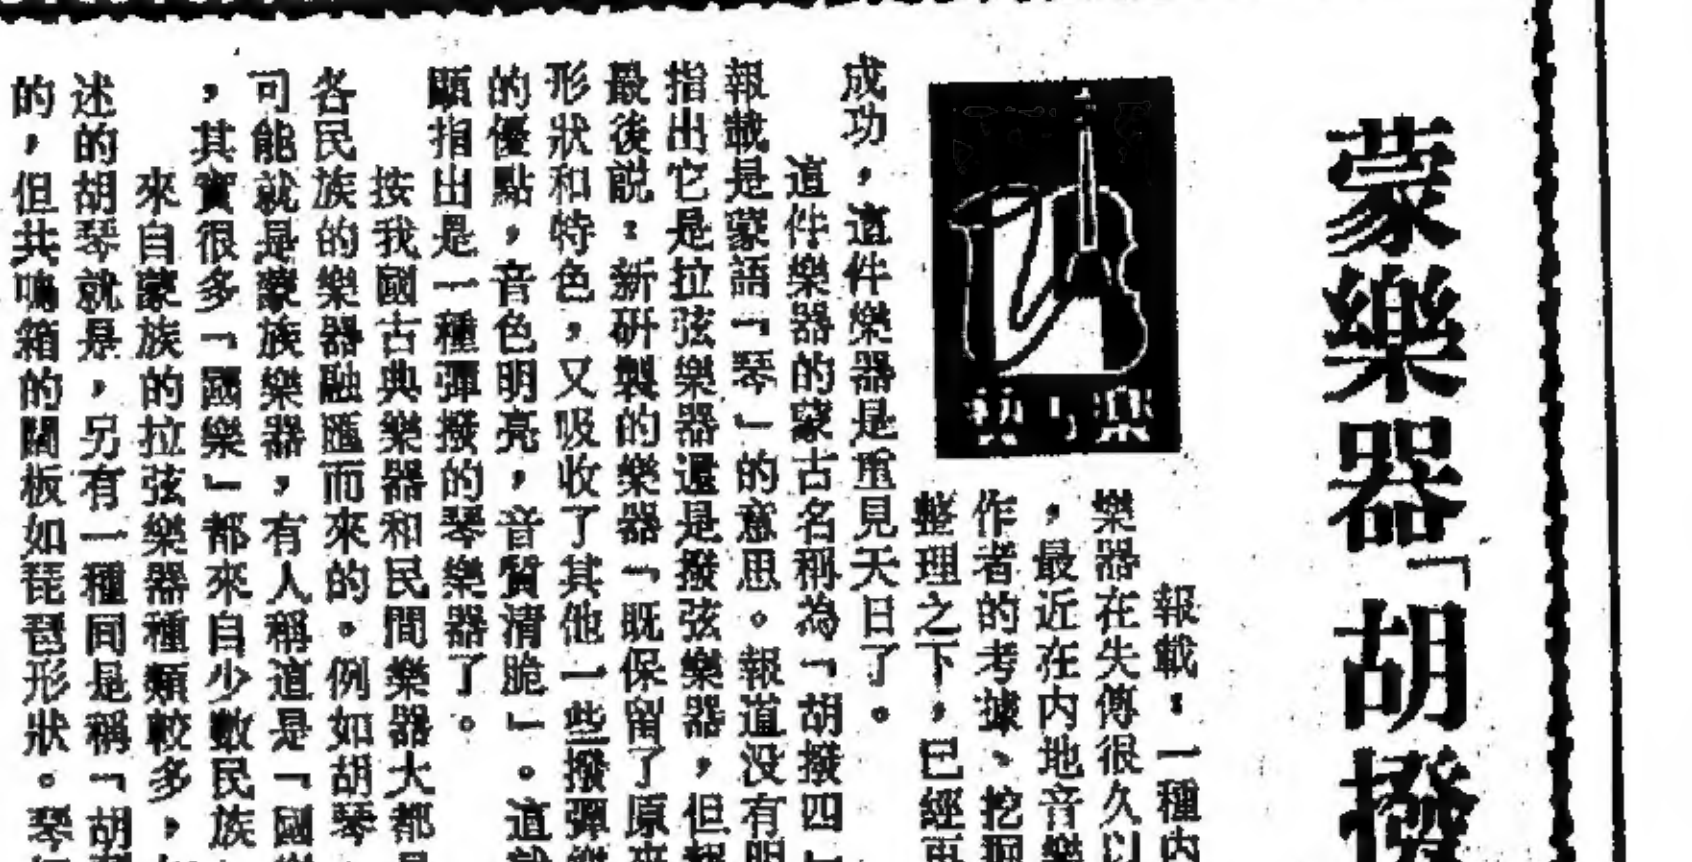 蒙樂器「胡撥
樂与藝
報載：一種内
樂器在失傳很久以
，最近在内地音樂
作者的考據、挖掘
整理之下，已經再
成功，這件樂器是重見天日了。
這件樂器的蒙古名稱為「胡撥四」
報載是蒙語「琴」的意思。報道没有明
指出它是拉弦樂器還是撥弦樂器，但
最後説：新研製的樂器「既保留了原來
形狀和特色，又吸收了其他一些撥彈樂
的優點，音色明亮，音質清脆」。這就
顯指出是一種彈撥的琴樂器了。
按我國古典樂器和民間樂器大都是
各民族的樂器融匯而來的。例如胡琴
可能就是蒙族樂器，有人稱道是「國樂
，其實很多「國樂」都來自少數民族
來自蒙族的拉弦樂器種類較多，
述的胡琴就是，另有一種同是稱「胡
的，但共鳴箱的闊板如琵琶形狀。琴